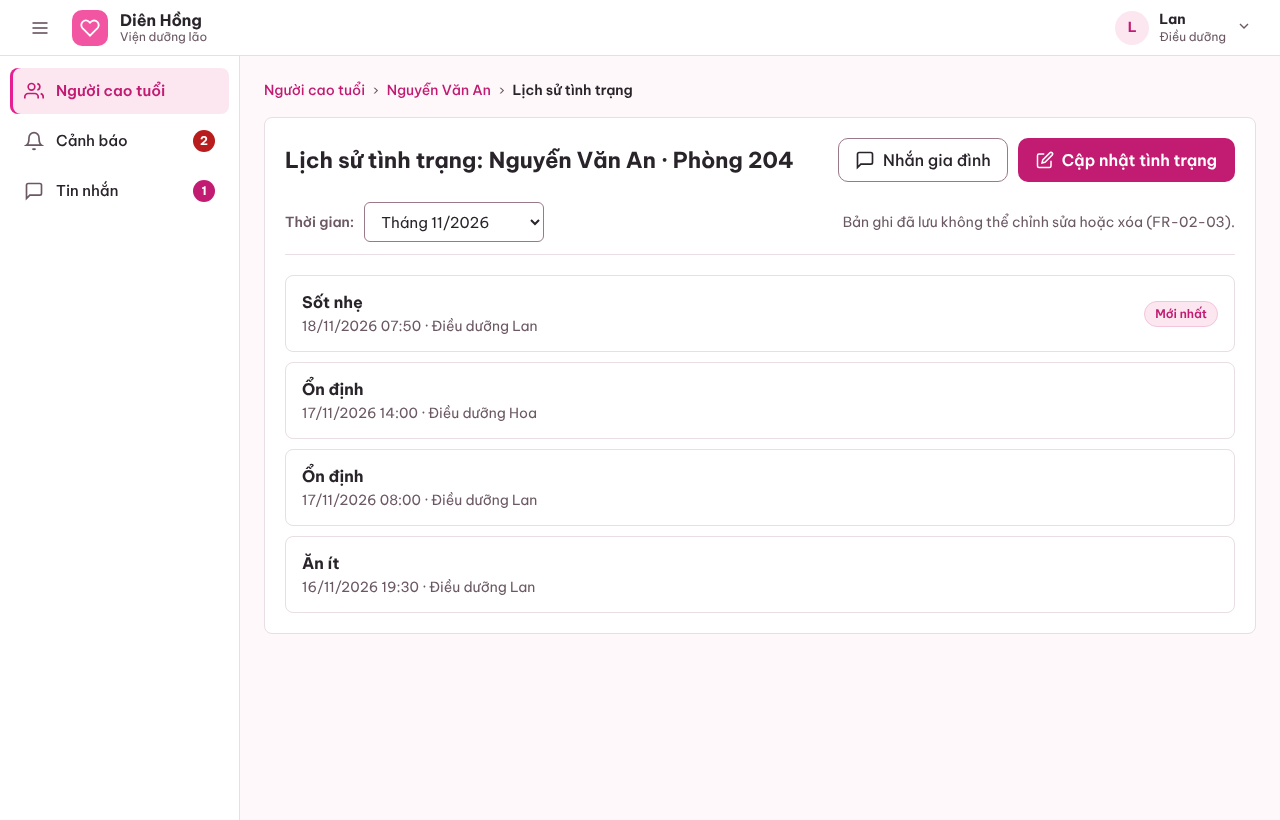 Diên Hồng
Viện dưỡng lão
L
Lan
Điều dưỡng
Người cao tuổi
Cảnh báo
2
Tin nhắn
1
Người cao tuổi › Nguyễn Văn An › Lịch sử tình trạng
Lịch sử tình trạng: Nguyễn Văn An · Phòng 204
Nhắn gia đình
Cập nhật tình trạng
Thời gian:
Tháng 11/2026
Bản ghi đã lưu không thể chỉnh sửa hoặc xóa (FR-02-03).
Sốt nhẹ
18/11/2026 07:50 · Điều dưỡng Lan
Mới nhất
Ổn định
17/11/2026 14:00 · Điều dưỡng Hoa
Ổn định
17/11/2026 08:00 · Điều dưỡng Lan
Ăn ít
16/11/2026 19:30 · Điều dưỡng Lan